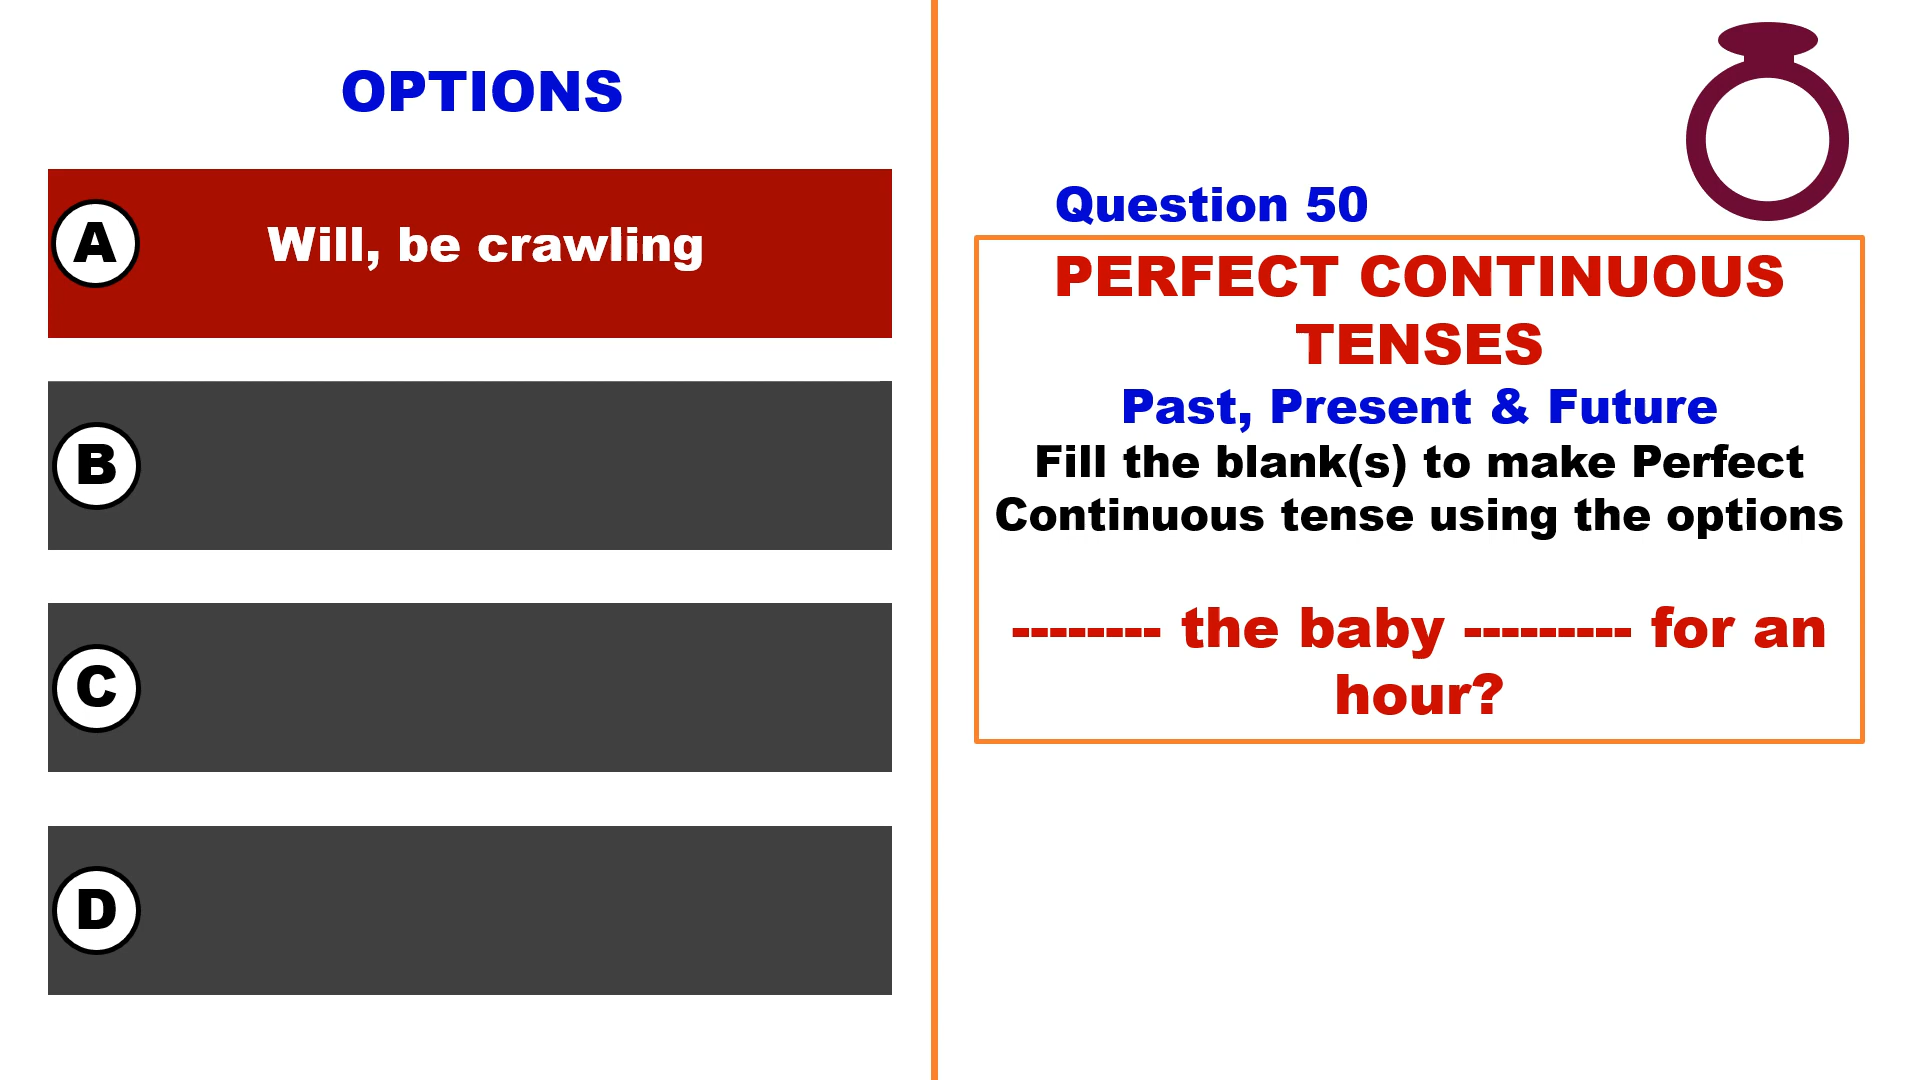 OPTIONS
A
Will, be crawling
B
C
D
Question 50
PERFECT CONTINUOUS
TENSES
Past, Present & Future
Fill the blank(s) to make Perfect
Continuous tense using the options
-------- the baby --------- for an
hour?